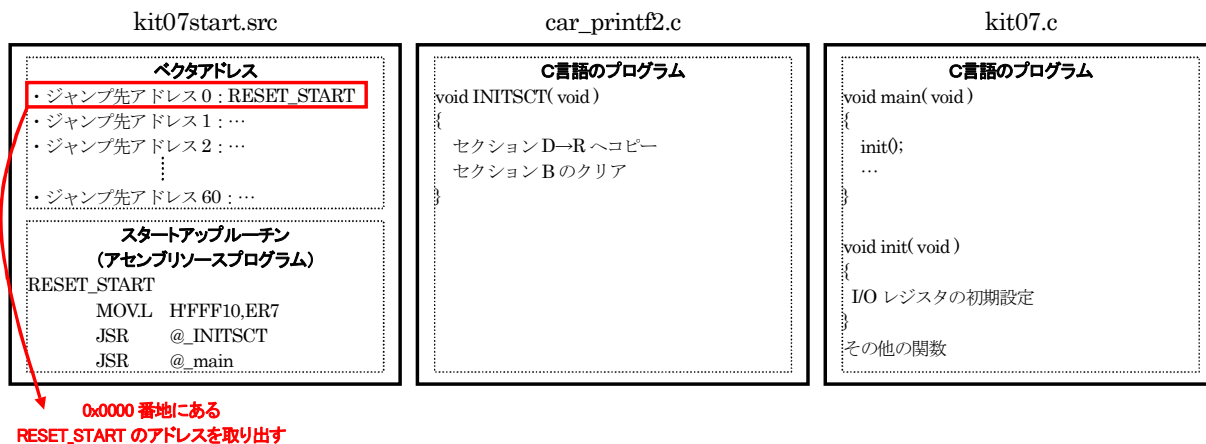 kit07start.src
ベクタアドレス
・ジャンプ先アドレス 0:RESET_START
・ジャンプ先アドレス 1:…
・ジャンプ先アドレス 2:…
・ジャンプ先アドレス 60:…
スタートアップルーチン
(アセンブリソースプログラム)
RESET_START
MOV.L H'FFF10,ER7
JSR @_INITSCT
JSR @_main
0x0000 番地にある
RESET_START のアドレスを取り出す
car_printf2.c
C言語のプログラム
void INITSCT( void )
{
セクション D→R へコピー
セクション B のクリア
}
kit07.c
C言語のプログラム
void main( void )
{
init();
…
}
void init( void )
{
I/O レジスタの初期設定
}
その他の関数